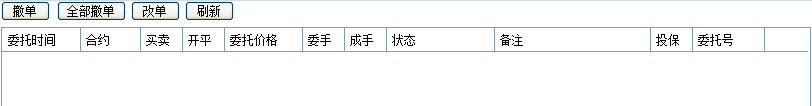 撤单 全部撤单 改单 刷新
委托时间 合约 买卖 开平 委托价格 委手 成手 状态 备注 投保 委托号